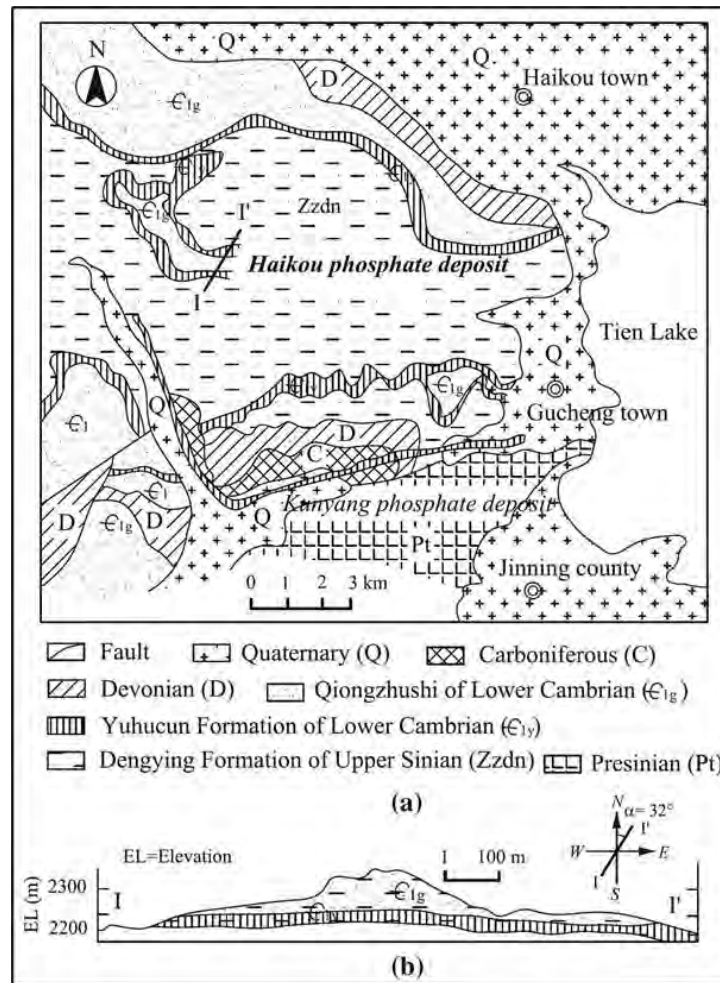 N
Q
Q
D
Haikou town
Є1g
Zzdn
Є1g
I'
Haikou phosphate deposit
I
Tien Lake
Q
Є1g
Gucheng town
Q
Є1
D
C
Є1
Kunyang phosphate deposit
D
D
Є1g
Q
Pt
Jinning county
0 1 2 3 km
Fault
Quaternary (Q)
Carboniferous (C)
Devonian (D)
Qiongzhushi of Lower Cambrian (Є1g)
Yuhucun Formation of Lower Cambrian (Є1y)
Dengying Formation of Upper Sinian (Zzdn)
Presinian (Pt)
(a)
N
α= 32°
I'
W
E
I
S
EL=Elevation
I 100 m
EL (m)
2300
2200
I
Є1g
I'
(b)